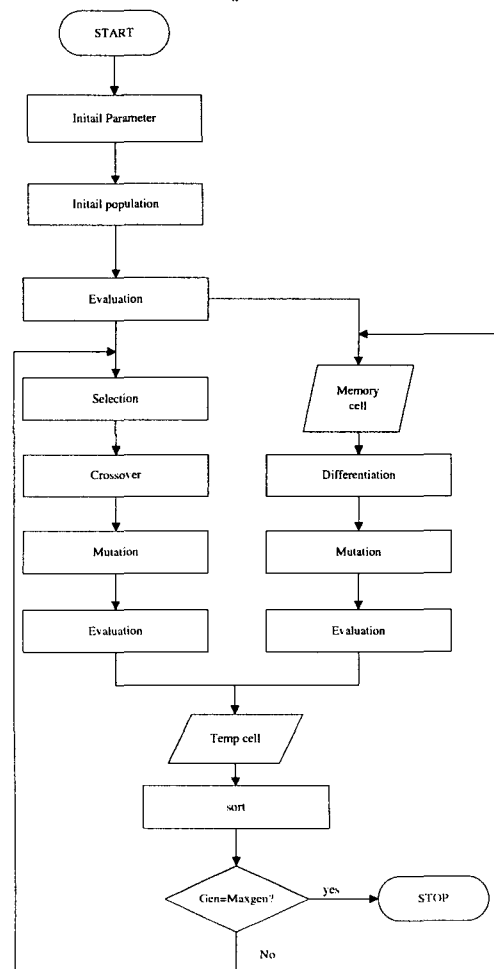 START
Initail Parameter
Initail population
Evaluation
Selection
Memory
cell
Crossover
Differentiation
Mutation
Mutation
Evaluation
Evaluation
Temp cell
sort
Gen=Maxgen?
yes
STOP
No